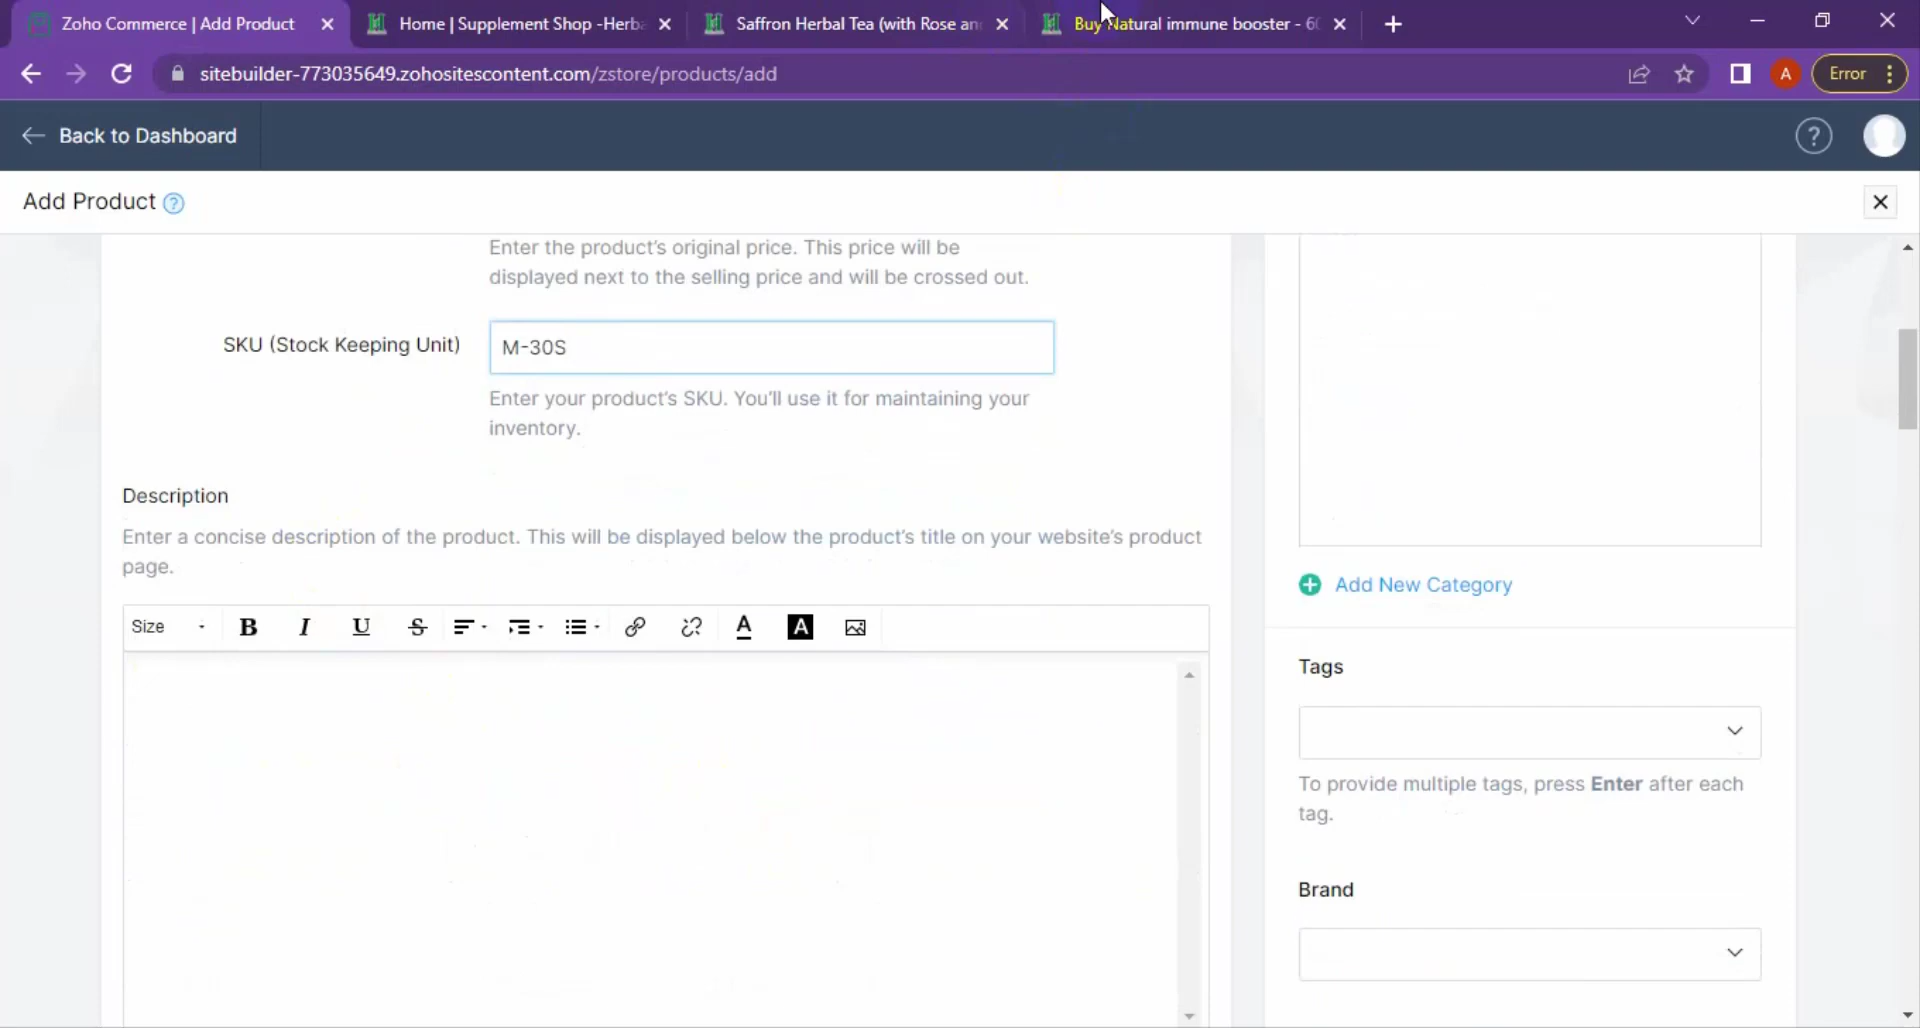 Zoho Commerce | Add Product
Home | Supplement Shop -Herba
Saffron Herbal Tea (with Rose an
Buy Natural immune booster - 60
sitebuilder-773035649.zohositescontent.com/zstore/products/add
A
Error
Back to Dashboard
?
Add Product ?
Enter the product's original price. This price will be
displayed next to the selling price and will be crossed out.
SKU (Stock Keeping Unit)
M-30S
Enter your product's SKU. You'll use it for maintaining your
inventory.
Description
Enter a concise description of the product. This will be displayed below the product's title on your website's product
page.
Size B I U S A A
Add New Category
Tags
To provide multiple tags, press Enter after each
tag.
Brand